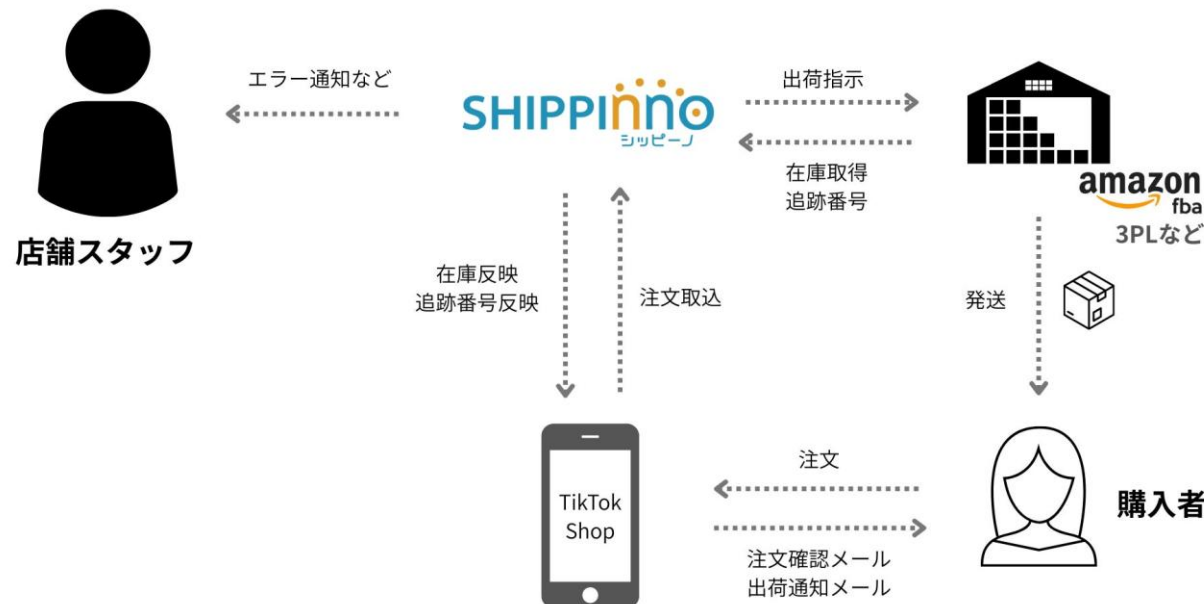 エラー通知など
SHIPPINNO
シッピーノ
出荷指示
在庫取得
追跡番号
amazon
fba
3PLなど
店舗スタッフ
在庫反映
追跡番号反映
注文取込
発送
TikTok
Shop
注文
注文確認メール
出荷通知メール
購入者